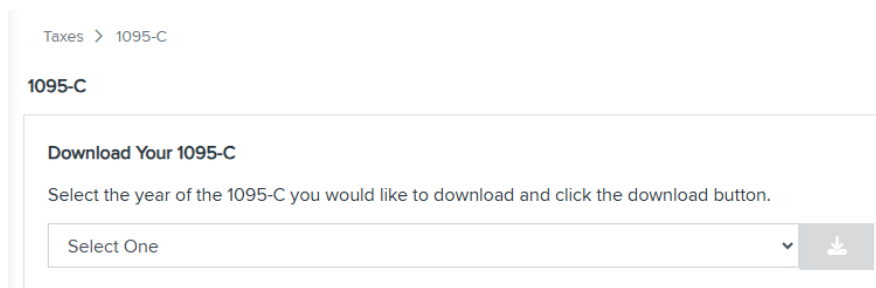 Taxes > 1095-C
1095-C
Download Your 1095-C
Select the year of the 1095-C you would like to download and click the download button.
Select One